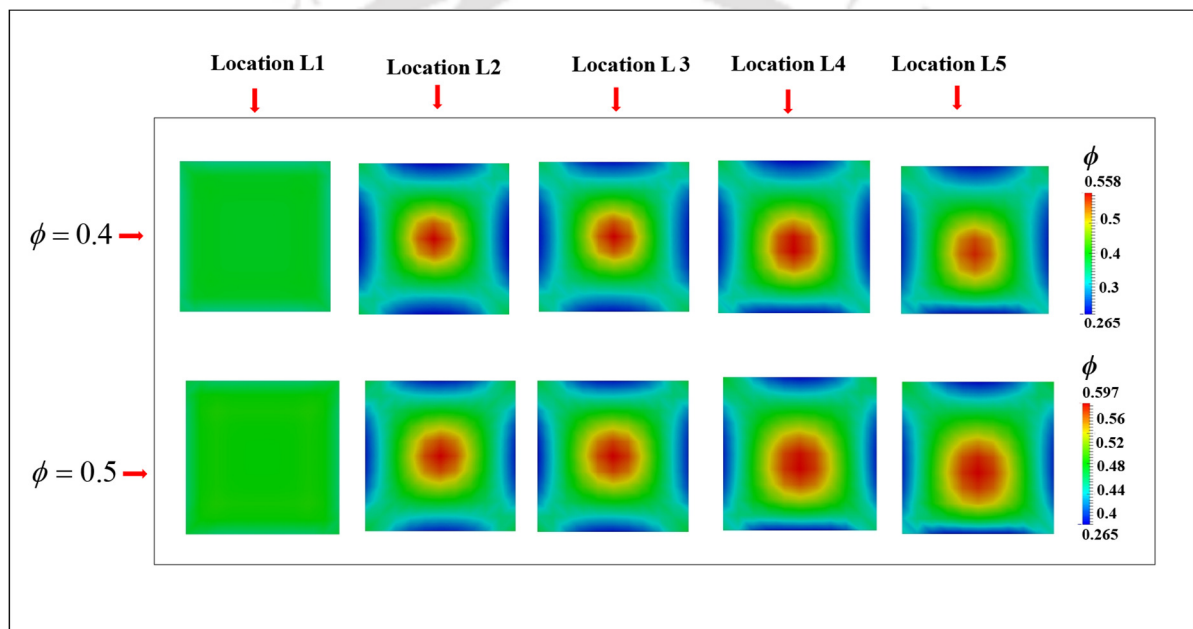 Location L1
Location L2
Location L 3
Location L4
Location L5
ϕ = 0.4
ϕ
0.558
0.5
0.4
0.3
0.265
ϕ = 0.5
ϕ
0.597
0.56
0.52
0.48
0.44
0.4
0.265